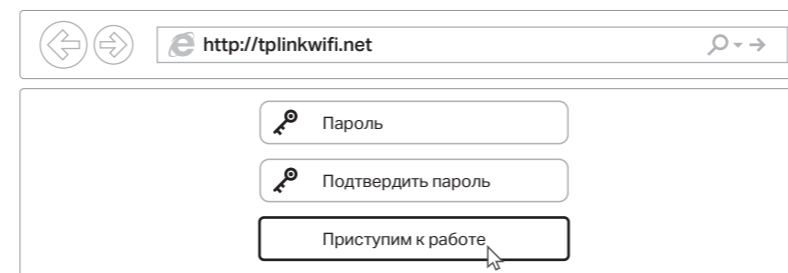 http://tplinkwifi.net
Пароль
Подтвердить пароль
Приступим к работе